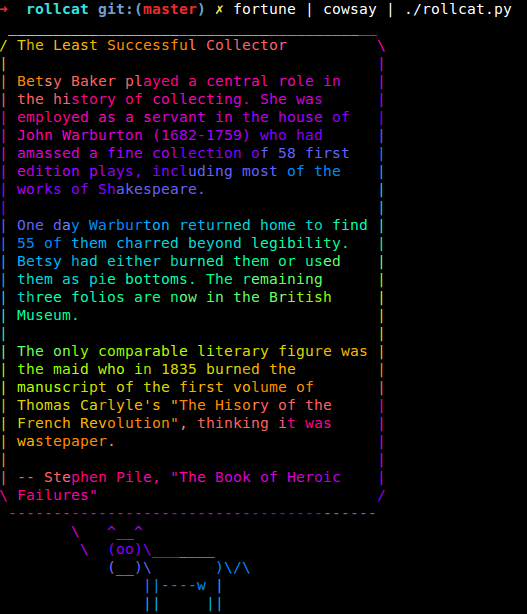 → rollcat git:(master) ✗ fortune | cowsay | ./rollcat.py
 _________________________________________
/ The Least Successful Collector          \
|                                         |
| Betsy Baker played a central role in    |
| the history of collecting. She was      |
| employed as a servant in the house of   |
| John Warburton (1682-1759) who had      |
| amassed a fine collection of 58 first   |
| edition plays, including most of the    |
| works of Shakespeare.                   |
|                                         |
| One day Warburton returned home to find |
| 55 of them charred beyond legibility.   |
| Betsy had either burned them or used    |
| them as pie bottoms. The remaining      |
| three folios are now in the British     |
| Museum.                                 |
|                                         |
| The only comparable literary figure was |
| the maid who in 1835 burned the         |
| manuscript of the first volume of       |
| Thomas Carlyle's "The Hisory of the     |
| French Revolution", thinking it was     |
| wastepaper.                             |
|                                         |
| -- Stephen Pile, "The Book of Heroic    |
\ Failures"                               /
 -----------------------------------------
        \   ^__^
         \  (oo)\_______
            (__)\       )\/\
                ||----w |
                ||     ||